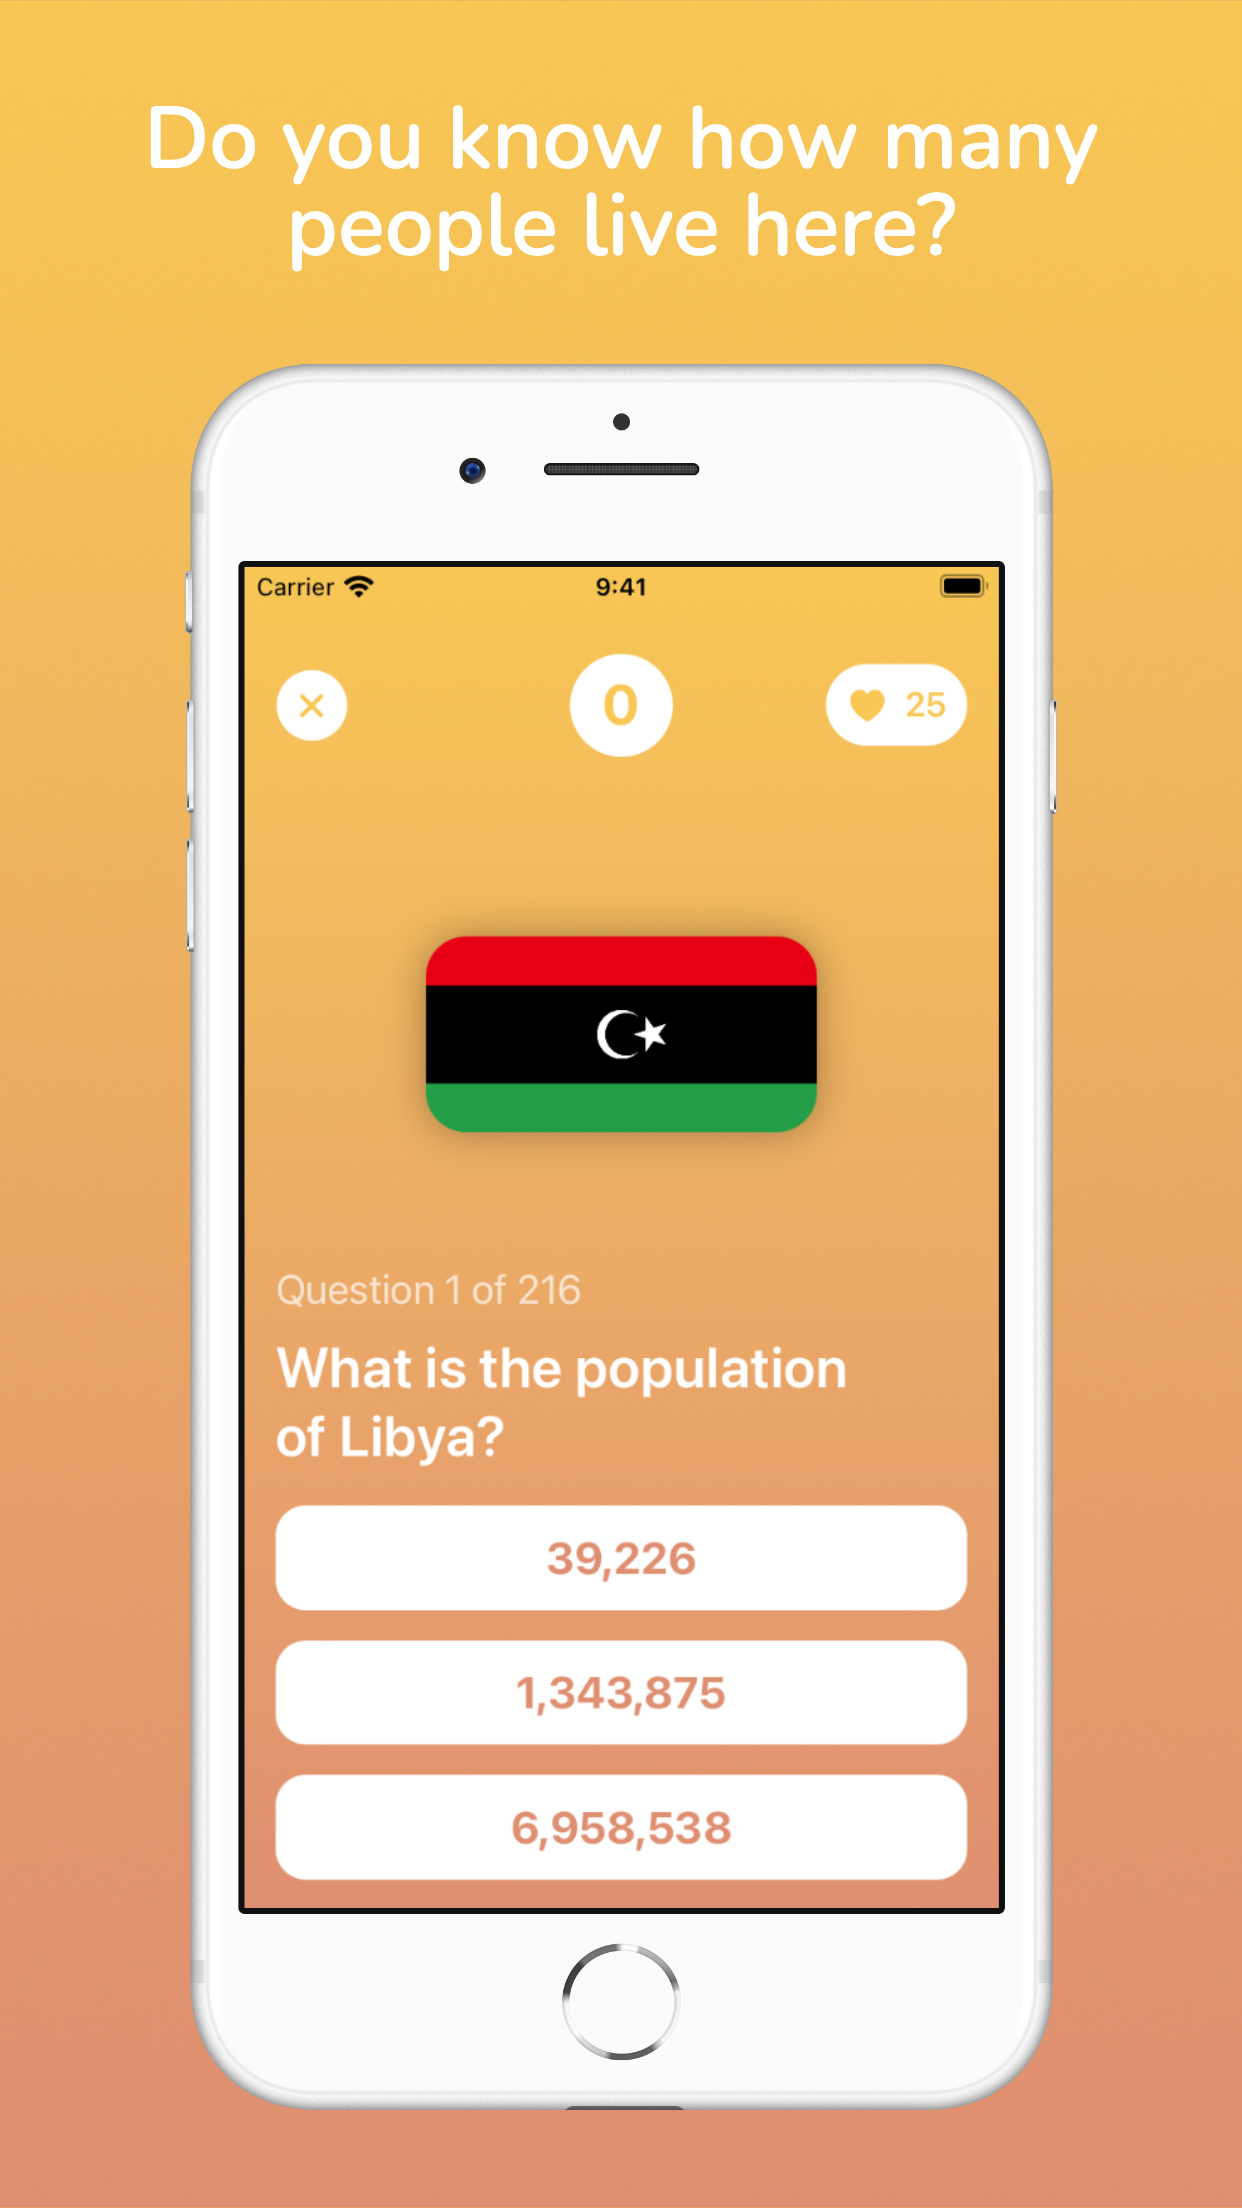 Do you know how many
people live here?
Carrier 9:41
0 25
Question 1 of 216
What is the population
of Libya?
39,226
1,343,875
6,958,538